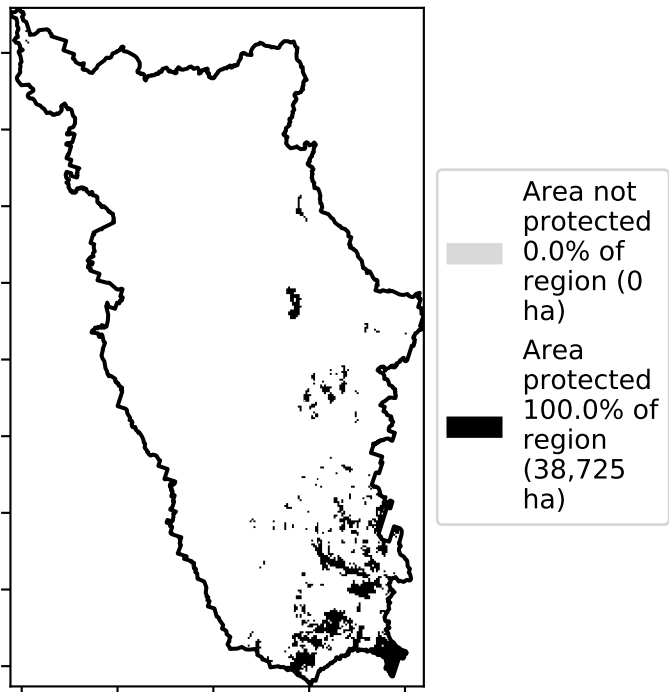 Area not
protected
0.0% of
region (0
ha)
Area
protected
100.0% of
region
(38,725
ha)